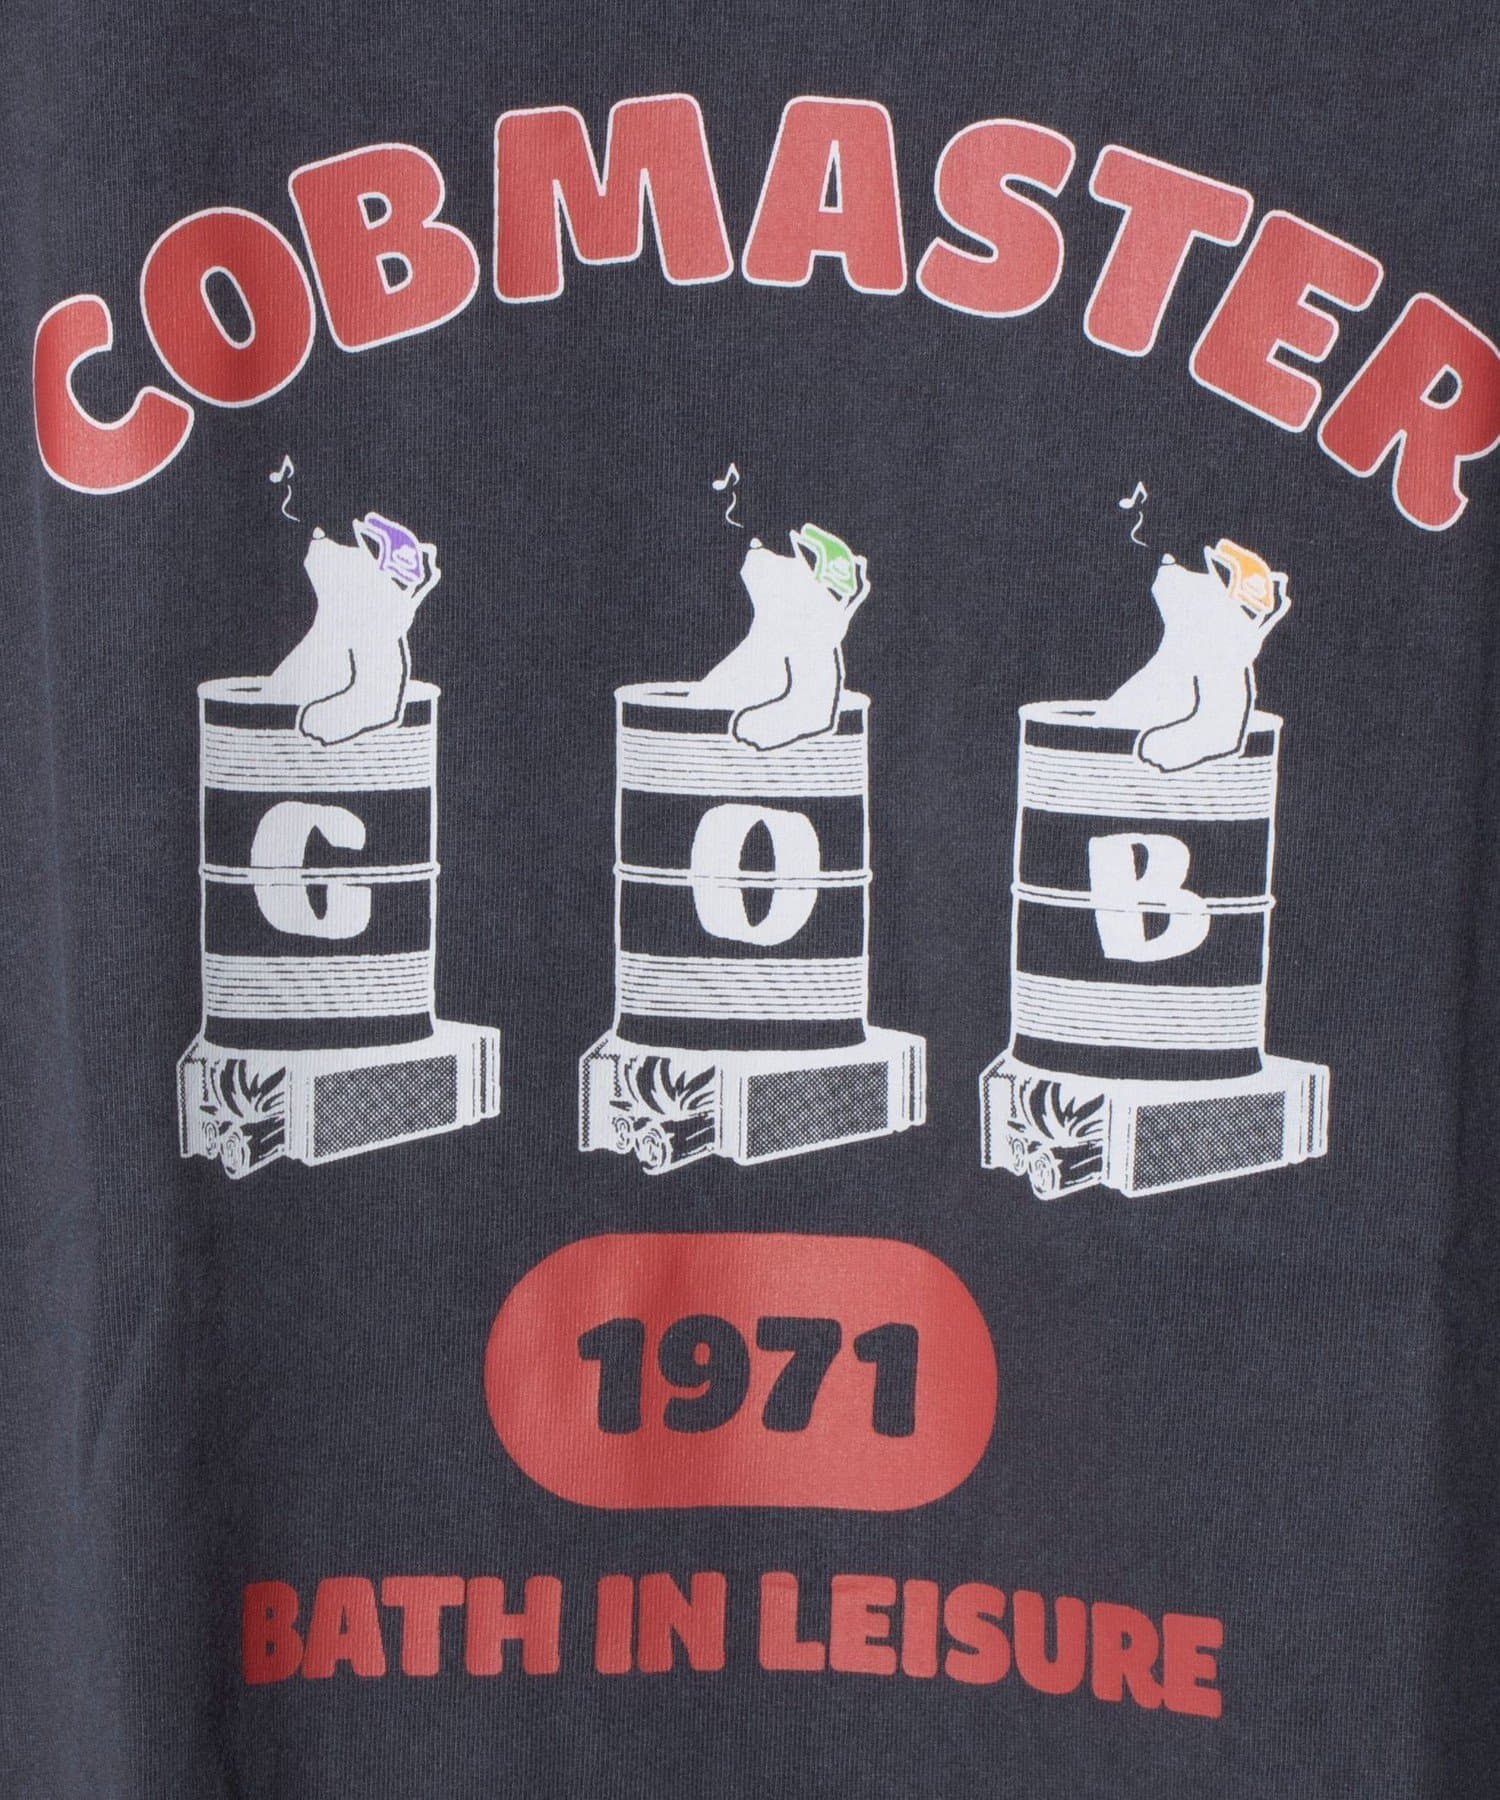 COBMASTER
C O B
1971
BATH IN LEISURE